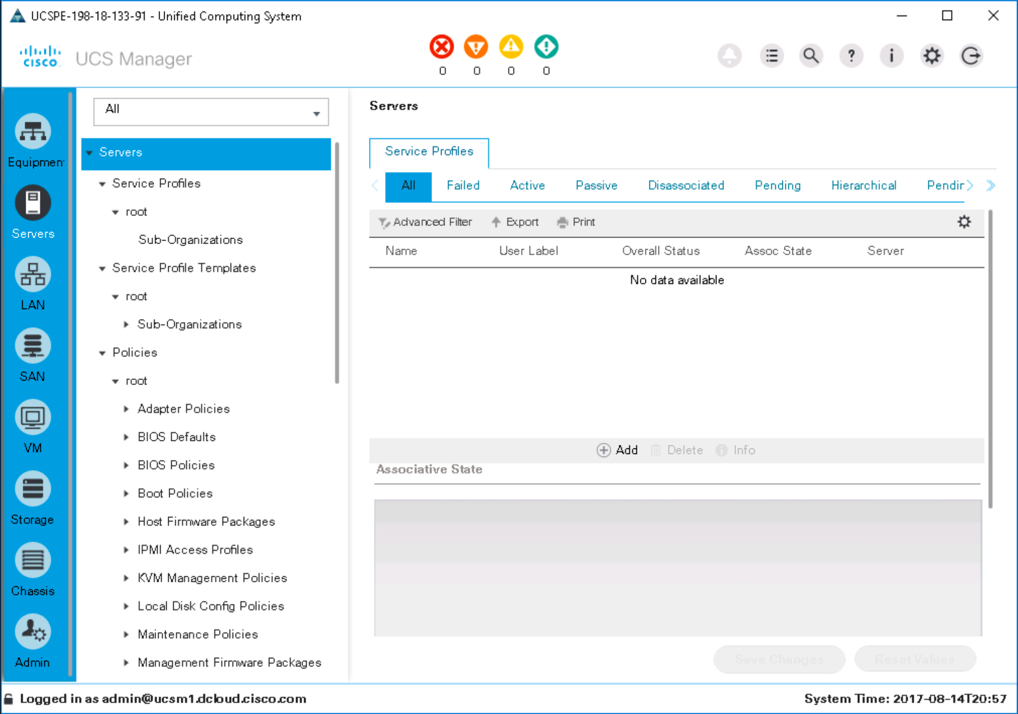 UCSPE-198-18-133-91 - Unified Computing System
CISCO UCS Manager
0 0 0 0
Equipmen
Servers
LAN
SAN
VM
Storage
Chassis
Admin
All
Servers
Service Profiles
root
Sub-Organizations
Service Profile Templates
root
Sub-Organizations
Policies
root
Adapter Policies
BIOS Defaults
BIOS Policies
Boot Policies
Host Firmware Packages
IPMI Access Profiles
KVM Management Policies
Local Disk Config Policies
Maintenance Policies
Management Firmware Packages
Servers
Service Profiles
All Failed Active Passive Disassociated Pending Hierarchical Pendin
Advanced Filter Export Print
Name User Label Overall Status Assoc State Server
No data available
Add Delete Info
Associative State
Save Changes Reset Values
Logged in as admin@ucsm1.dcloud.cisco.com System Time: 2017-08-14T20:57